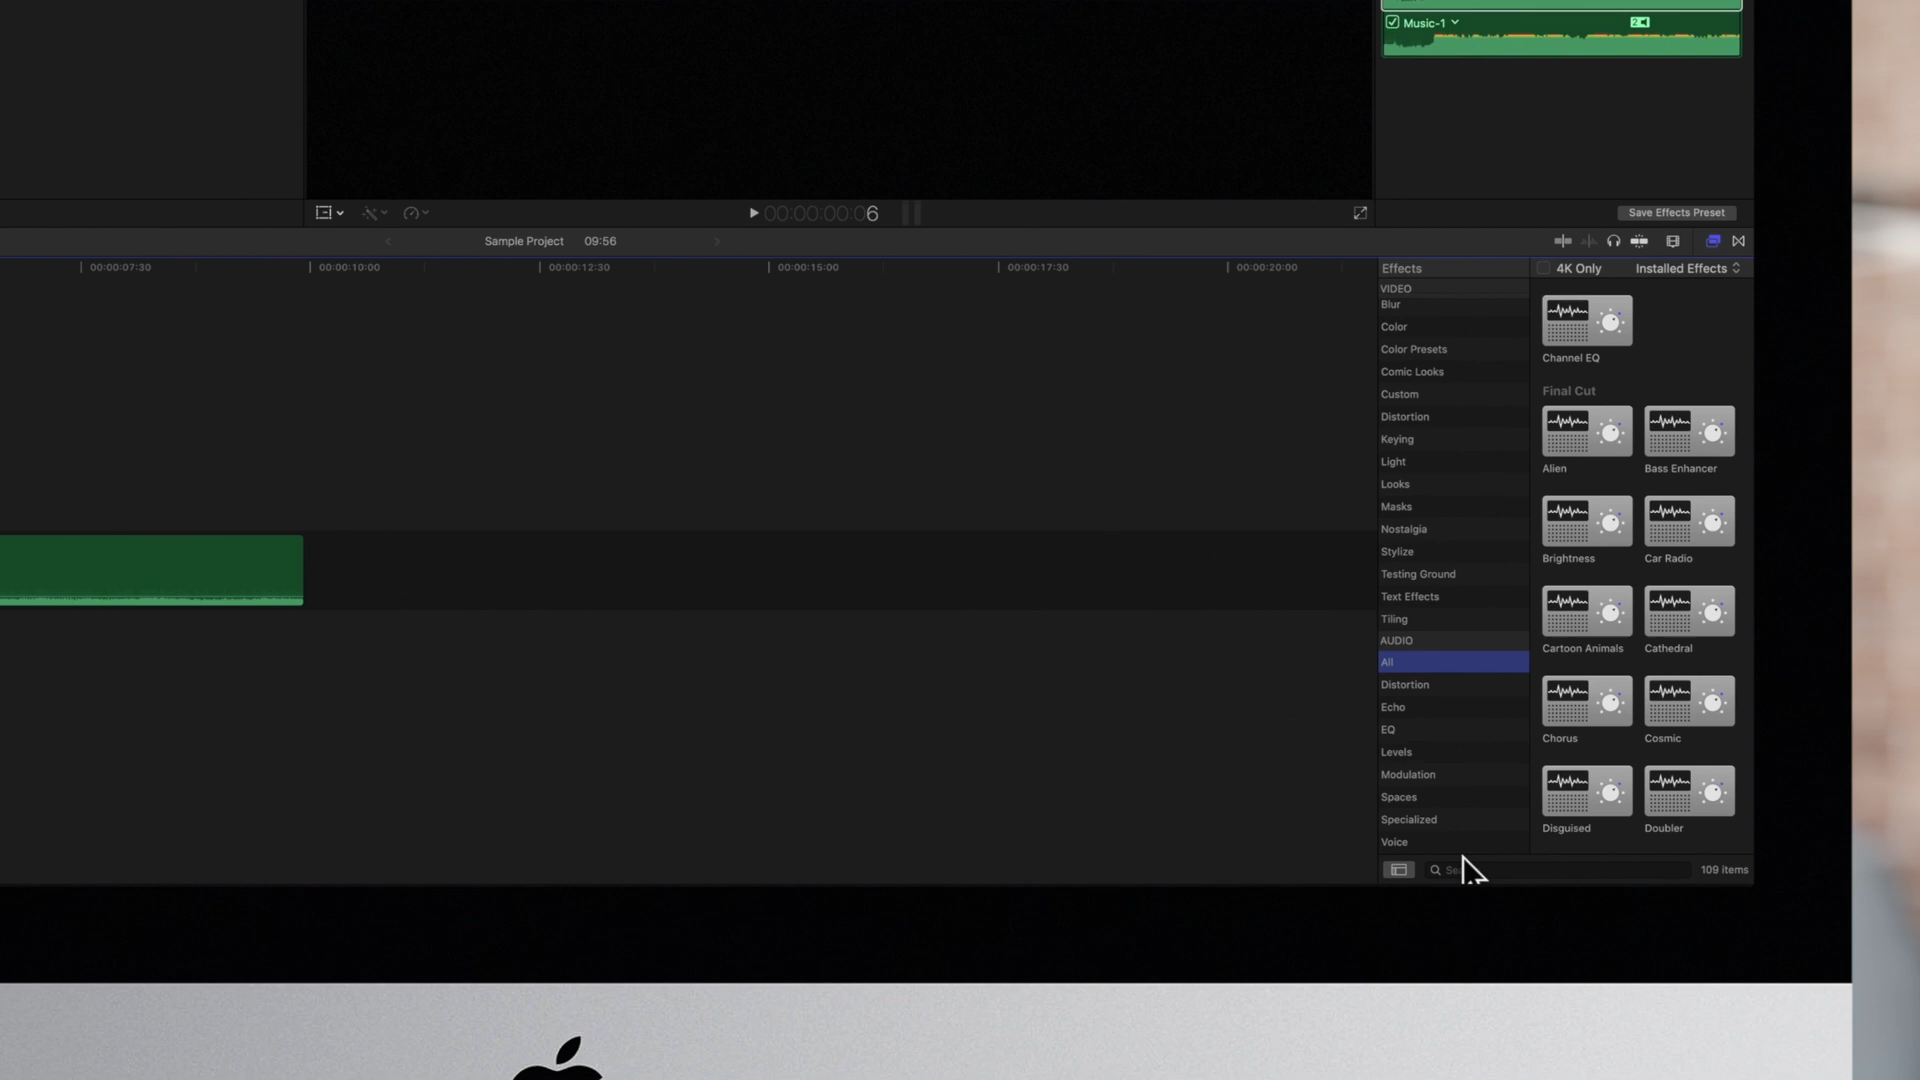 Music-1
2
00:00:00:06
Save Effects Preset
Sample Project 09:56
00:00:07:30 00:00:10:00 00:00:12:30 00:00:15:00 00:00:17:30 00:00:20:00
Effects
4K Only Installed Effects
VIDEO
Blur
Color
Color Presets
Comic Looks
Custom
Distortion
Keying
Light
Looks
Masks
Nostalgia
Stylize
Testing Ground
Text Effects
Tiling
AUDIO
All
Distortion
Echo
EQ
Levels
Modulation
Spaces
Specialized
Voice
Channel EQ
Final Cut
Alien Bass Enhancer
Brightness Car Radio
Cartoon Animals Cathedral
Chorus Cosmic
Disguised Doubler
109 items